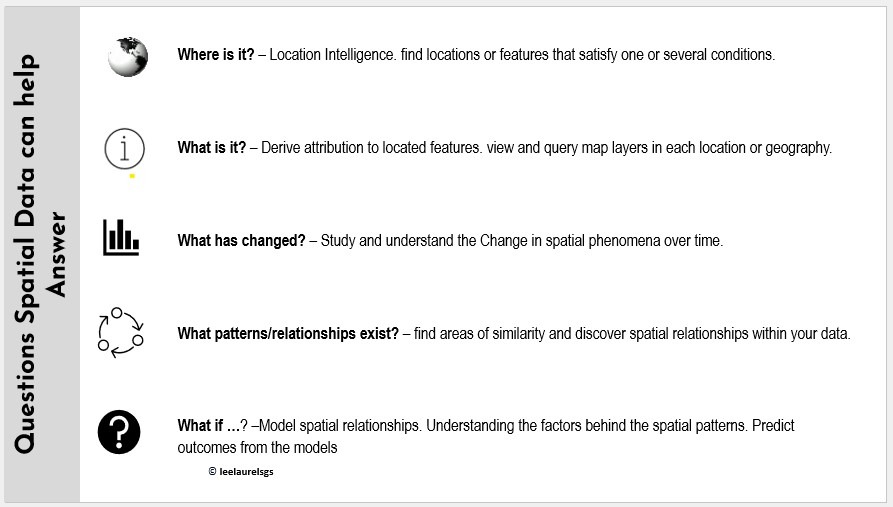 Questions Spatial Data can help
Answer
Where is it? – Location Intelligence. find locations or features that satisfy one or several conditions.
i
What is it? – Derive attribution to located features. view and query map layers in each location or geography.
What has changed? – Study and understand the Change in spatial phenomena over time.
What patterns/relationships exist? – find areas of similarity and discover spatial relationships within your data.
?
What if …? –Model spatial relationships. Understanding the factors behind the spatial patterns. Predict
outcomes from the models
© leelaurelsgs